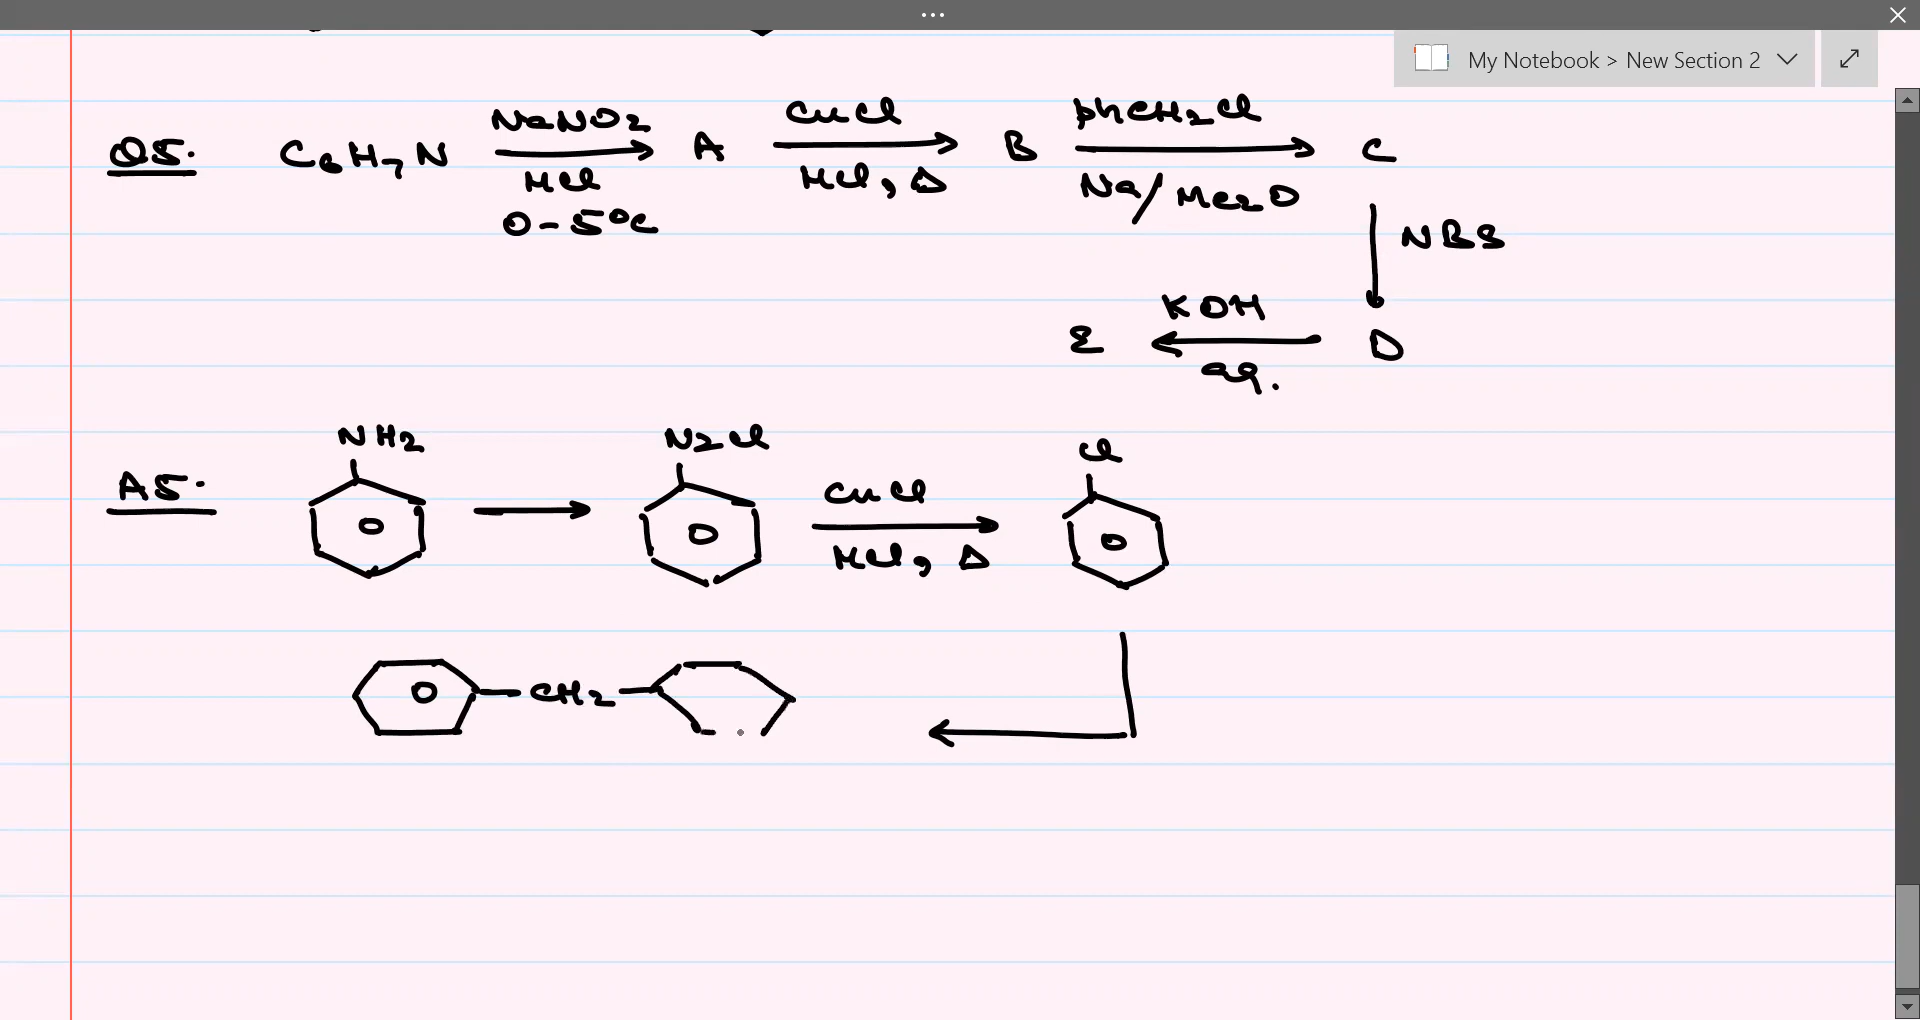 ...
My Notebook > New Section 2
Q5. C6H7N NaNO2 HCl 0-5°C A CuCl HCl, Δ B PhCH2Cl Na/Me2O C
NBS
E KOH aq. D
A5. NH2 N2Cl CuCl HCl, Δ Cl
CH2